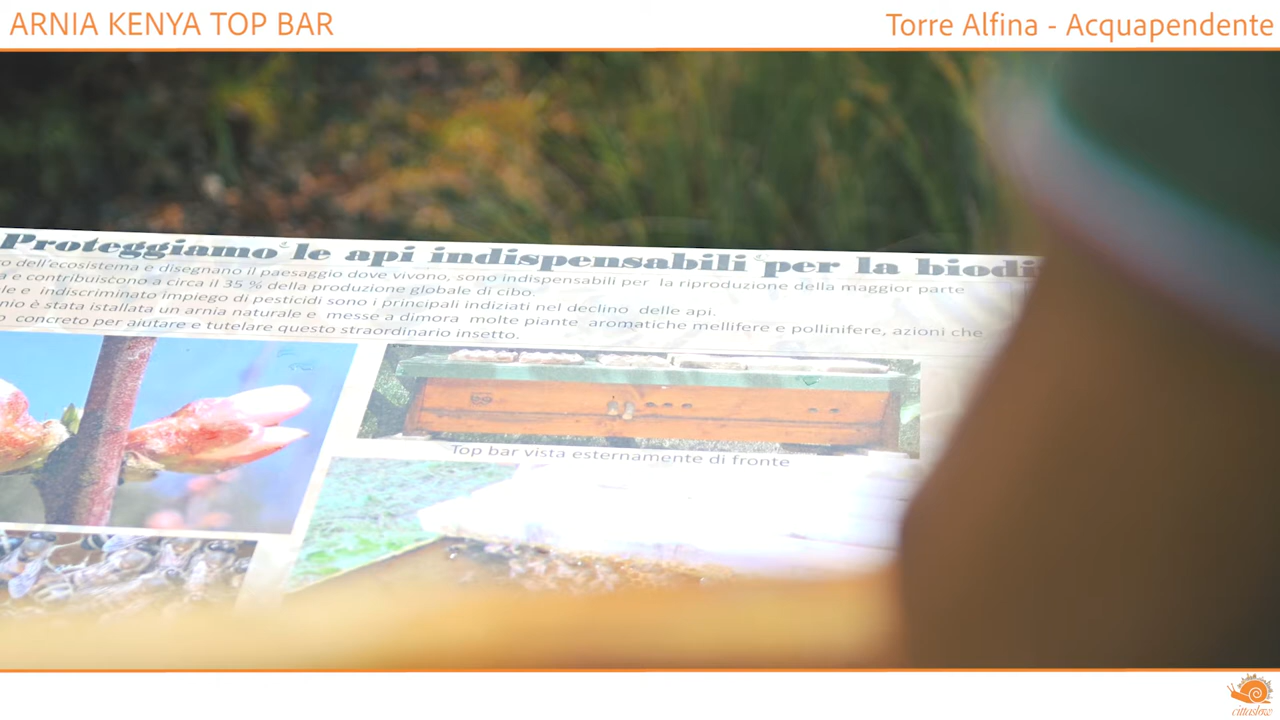 ARNIA KENYA TOP BAR
Torre Alfina - Acquapendente
Proteggiamo le api indispensabili per la biodi
dell'ecosistema e disegnano il paesaggio dove vivono, sono indispensabili per la riproduzione della maggior parte
e contribuiscono a circa il 35 % della produzione globale di cibo.
e indiscriminato impiego di pesticidi sono i principali indiziati nel declino delle api.
è stata istallata un arnia naturale e messe a dimora molte piante aromatiche mellifere e pollinifere, azioni che
concreto per aiutare e tutelare questo straordinario insetto.
Top bar vista esternamente di fronte
cittaslow